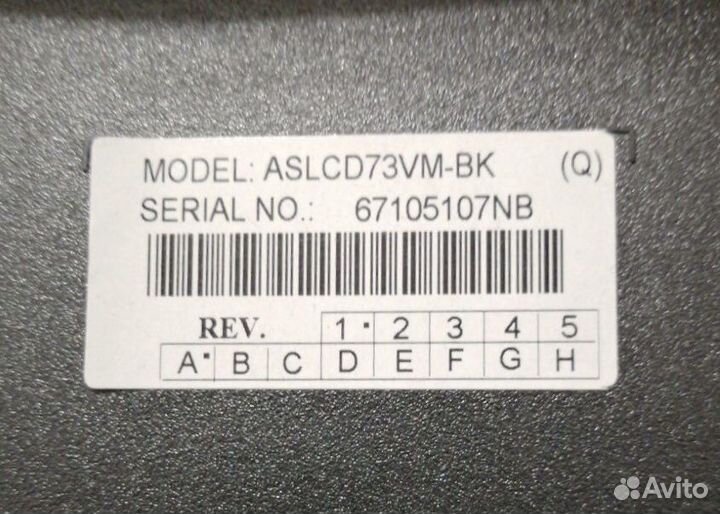 MODEL: ASLCD73VM-BK (Q)
SERIAL NO.: 67105107NB
REV. 1 · 2 3 4 5
A· B C D E F G H
Avito